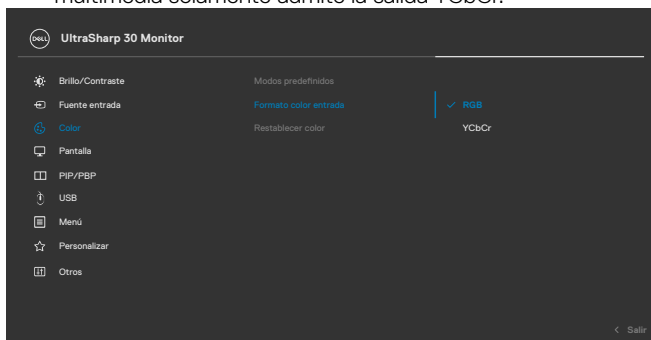 multimedia solamente admite la salida YCbCr.
DELL UltraSharp 30 Monitor
Brillo/Contraste Modos predefinidos
Fuente entrada Formato color entrada RGB
Color Restablecer color YCbCr
Pantalla
PIP/PBP
USB
Menú
Personalizar
Otros
Salir